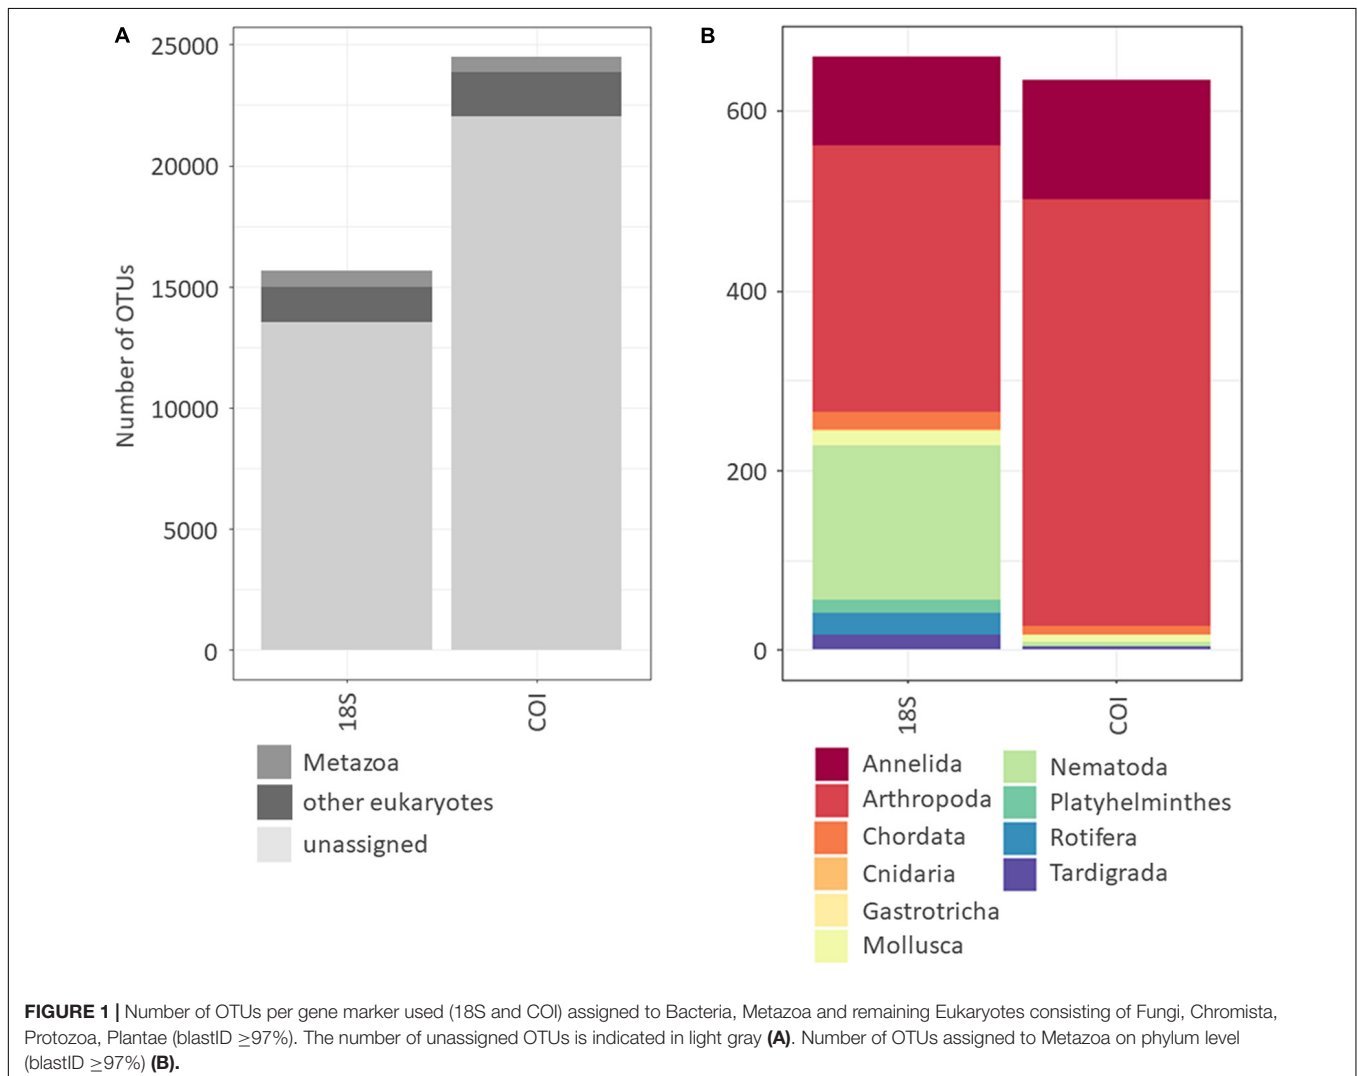 A
B
25000
20000
15000
10000
5000
0
Number of OTUs
18S
COI
Metazoa
other eukaryotes
unassigned
600
400
200
0
18S
COI
Annelida
Arthropoda
Chordata
Cnidaria
Gastrotricha
Mollusca
Nematoda
Platyhelminthes
Rotifera
Tardigrada
FIGURE 1 | Number of OTUs per gene marker used (18S and COI) assigned to Bacteria, Metazoa and remaining Eukaryotes consisting of Fungi, Chromista,
Protozoa, Plantae (blastID ≥97%). The number of unassigned OTUs is indicated in light gray (A). Number of OTUs assigned to Metazoa on phylum level
(blastID ≥97%) (B).